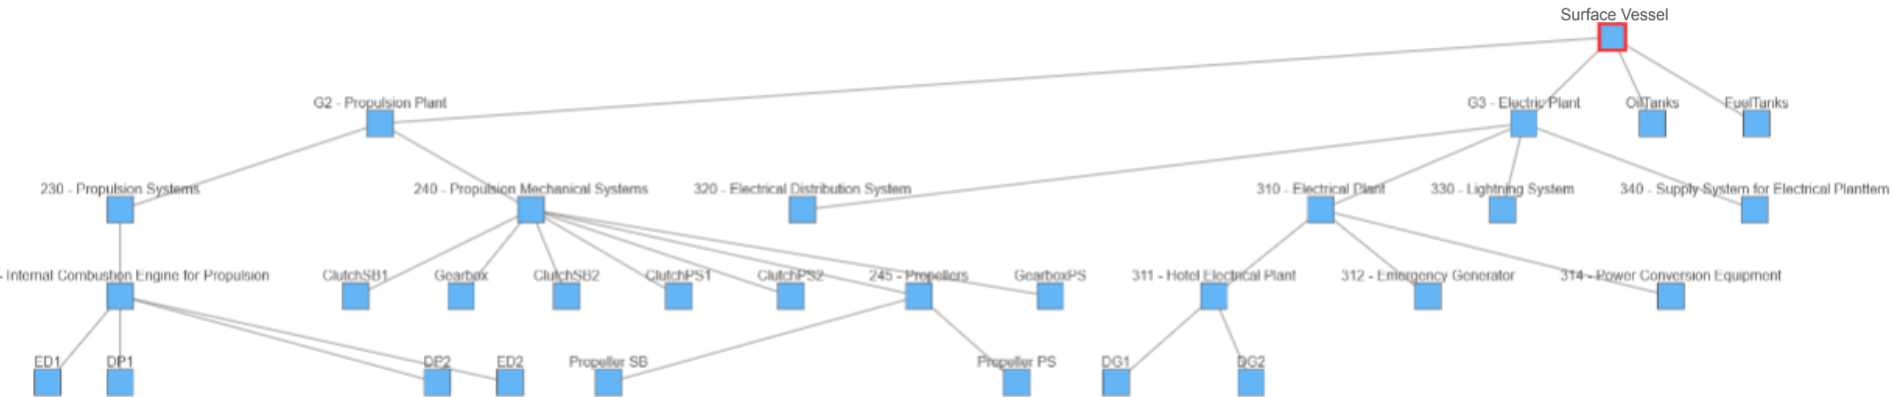 Surface Vessel
G2 - Propulsion Plant
G3 - Electric Plant
OilTanks
FuelTanks
230 - Propulsion Systems
240 - Propulsion Mechanical Systems
320 - Electrical Distribution System
310 - Electrical Plant
330 - Lightning System
340 - Supply System for Electrical PlantIem
- Internal Combustion Engine for Propulsion
ClutchSB1
Gearbox
ClutchSB2
ClutchPS1
ClutchPS2
245 - Propellers
GearboxPS
311 - Hotel Electrical Plant
312 - Emergency Generator
314 - Power Conversion Equipment
ED1
DP1
DP2
ED2
Propeller SB
Propeller PS
DG1
DG2